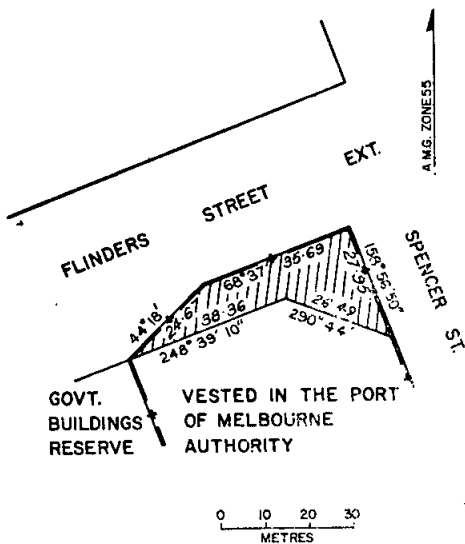 A.M.G. ZONE 55
FLINDERS STREET EXT.
SPENCER ST.
44° 18'
24·67
68° 37'
35·69
158° 56' 50"
27·95
38·36
248° 39' 10"
26·49
290° 44'
GOVT.
BUILDINGS
RESERVE
VESTED IN THE PORT
OF MELBOURNE
AUTHORITY
0 10 20 30
METRES